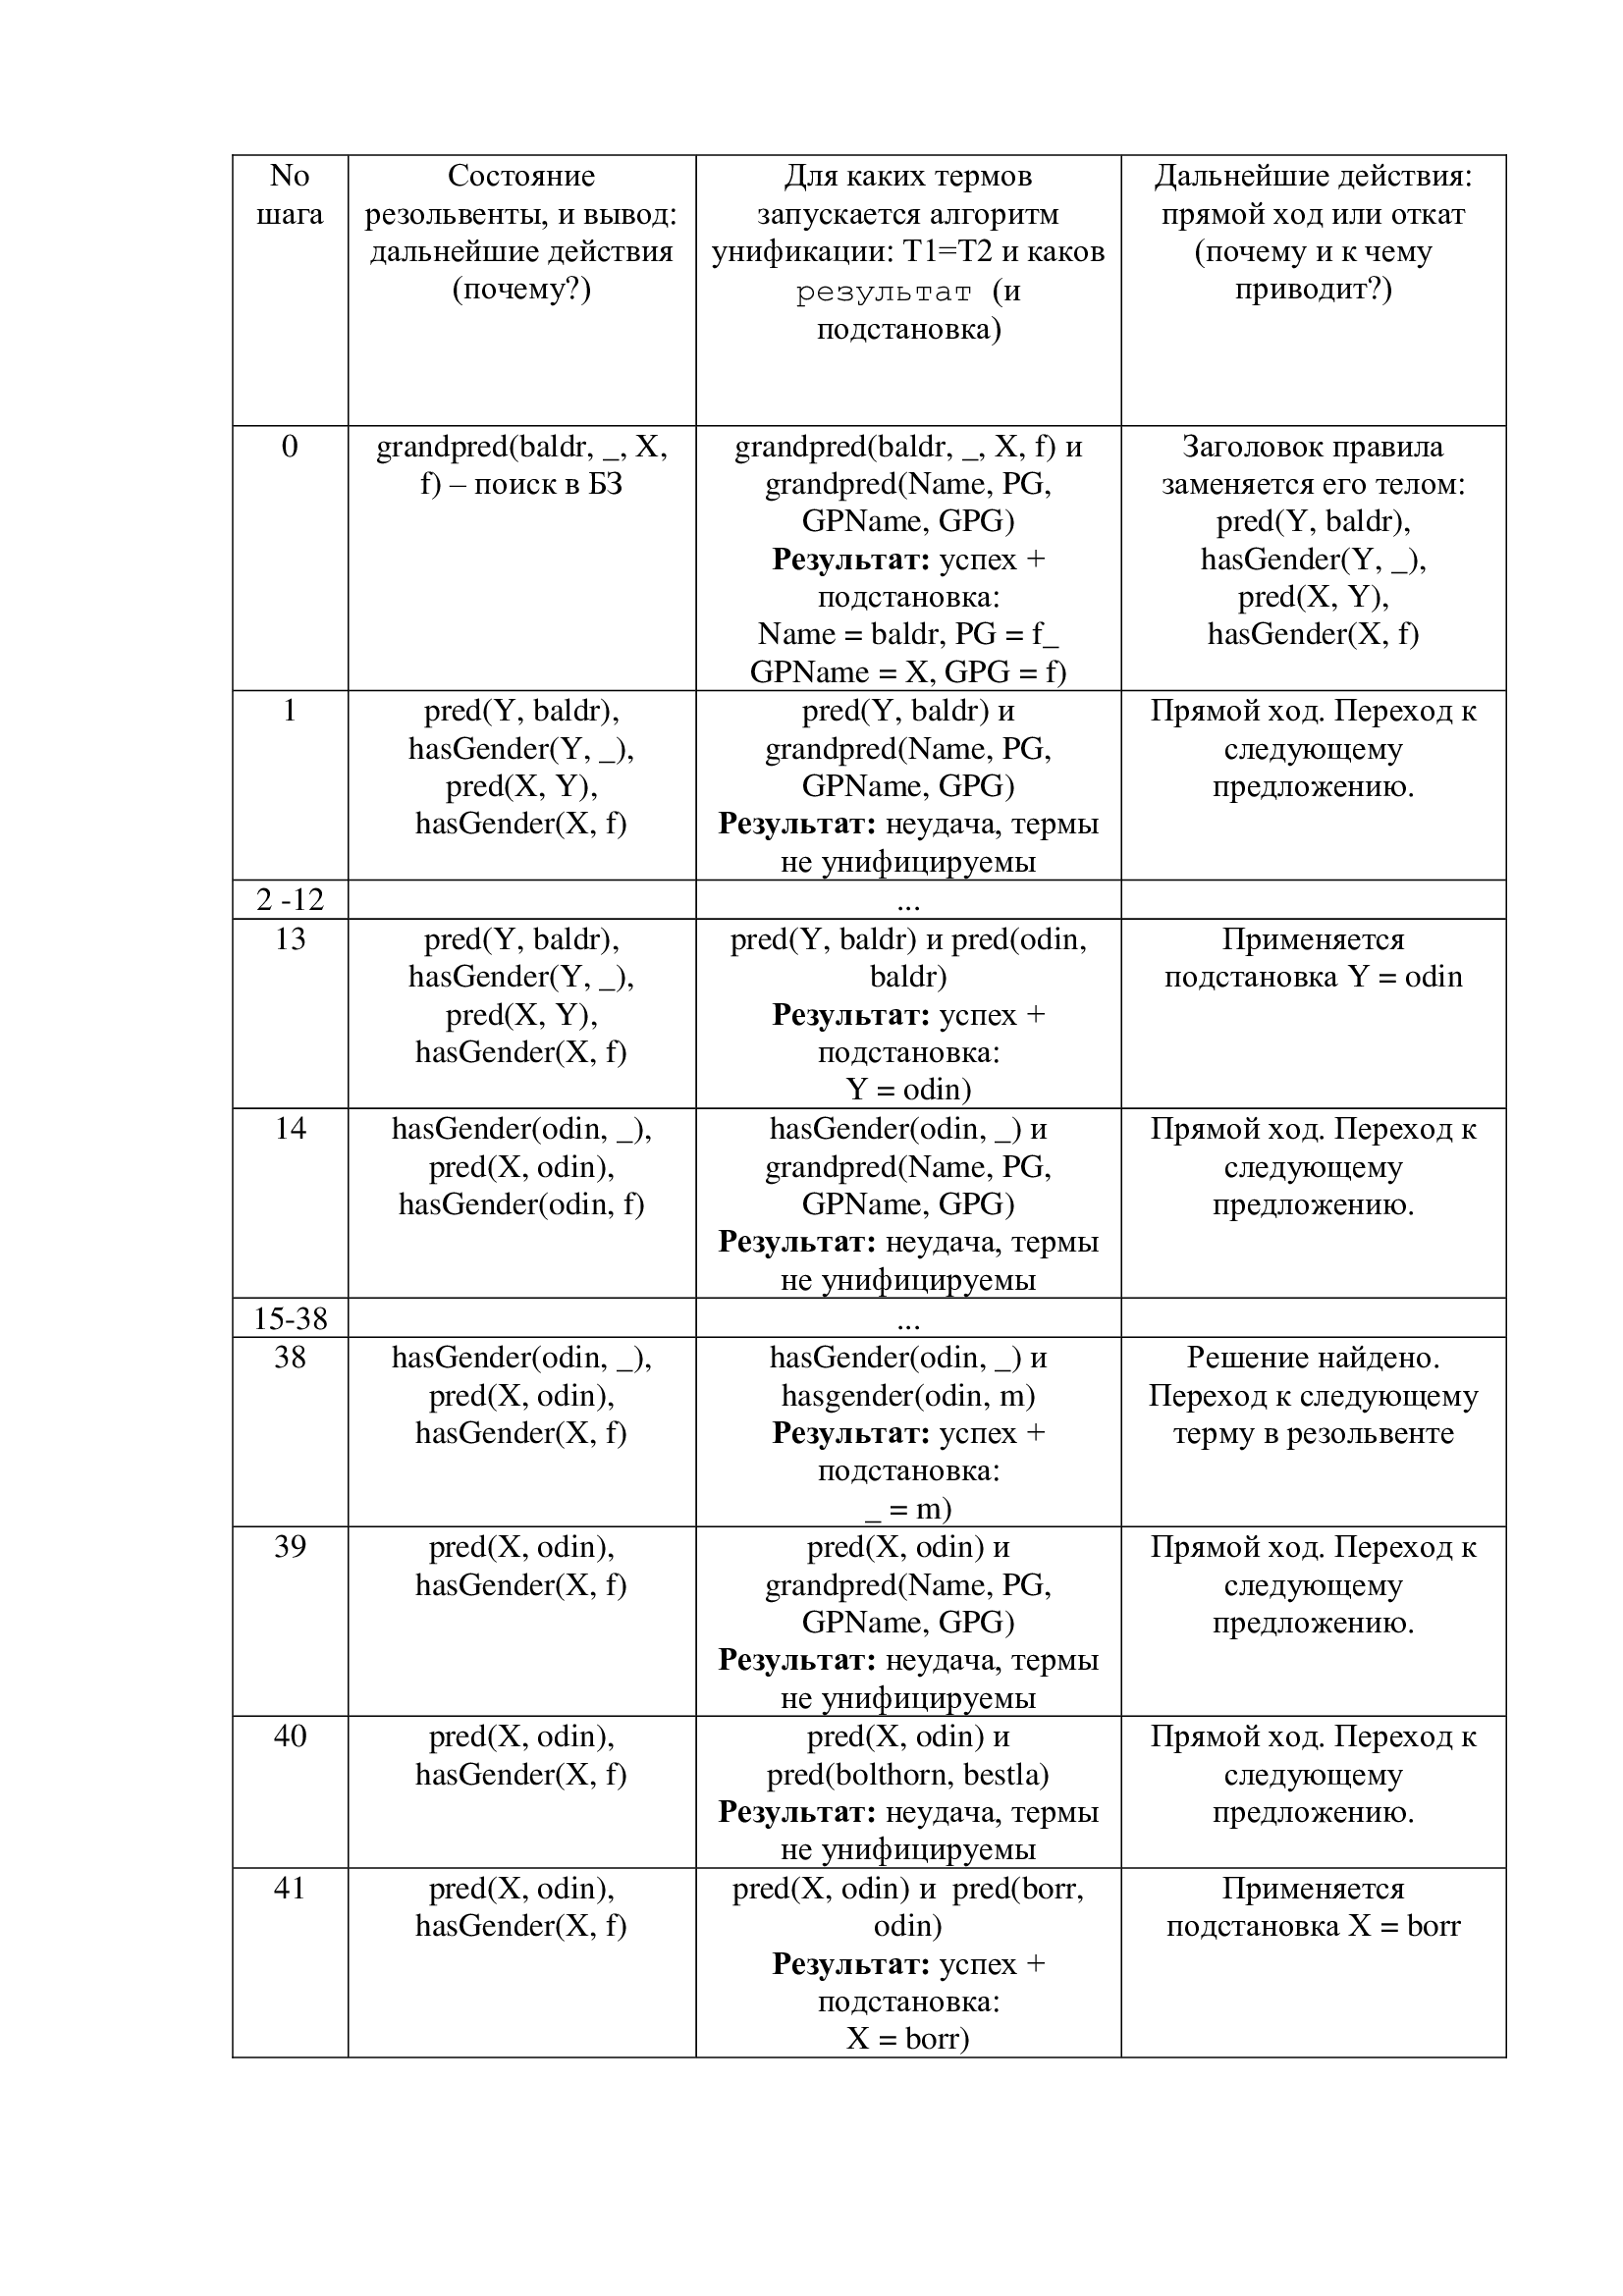 No
шага
Состояние
резольвенты, и вывод:
дальнейшие действия
(почему?)
Для каких термов
запускается алгоритм
унификации: T1=T2 и каков
результат (и
подстановка)
Дальнейшие действия:
прямой ход или откат
(почему и к чему
приводит?)
0
grandpred(baldr, _, X,
f) – поиск в БЗ
grandpred(baldr, _, X, f) и
grandpred(Name, PG,
GPName, GPG)
Результат: успех +
подстановка:
Name = baldr, PG = f_
GPName = X, GPG = f)
Заголовок правила
заменяется его телом:
pred(Y, baldr),
hasGender(Y, _),
pred(X, Y),
hasGender(X, f)
1
pred(Y, baldr),
hasGender(Y, _),
pred(X, Y),
hasGender(X, f)
pred(Y, baldr) и
grandpred(Name, PG,
GPName, GPG)
Результат: неудача, термы
не унифицируемы
Прямой ход. Переход к
следующему
предложению.
2 -12
...
13
pred(Y, baldr),
hasGender(Y, _),
pred(X, Y),
hasGender(X, f)
pred(Y, baldr) и pred(odin,
baldr)
Результат: успех +
подстановка:
Y = odin)
Применяется
подстановка Y = odin
14
hasGender(odin, _),
pred(X, odin),
hasGender(odin, f)
hasGender(odin, _) и
grandpred(Name, PG,
GPName, GPG)
Результат: неудача, термы
не унифицируемы
Прямой ход. Переход к
следующему
предложению.
15-38
...
38
hasGender(odin, _),
pred(X, odin),
hasGender(X, f)
hasGender(odin, _) и
hasgender(odin, m)
Результат: успех +
подстановка:
_ = m)
Решение найдено.
Переход к следующему
терму в резольвенте
39
pred(X, odin),
hasGender(X, f)
pred(X, odin) и
grandpred(Name, PG,
GPName, GPG)
Результат: неудача, термы
не унифицируемы
Прямой ход. Переход к
следующему
предложению.
40
pred(X, odin),
hasGender(X, f)
pred(X, odin) и
pred(bolthorn, bestla)
Результат: неудача, термы
не унифицируемы
Прямой ход. Переход к
следующему
предложению.
41
pred(X, odin),
hasGender(X, f)
pred(X, odin) и  pred(borr,
odin)
Результат: успех +
подстановка:
X = borr)
Применяется
подстановка X = borr